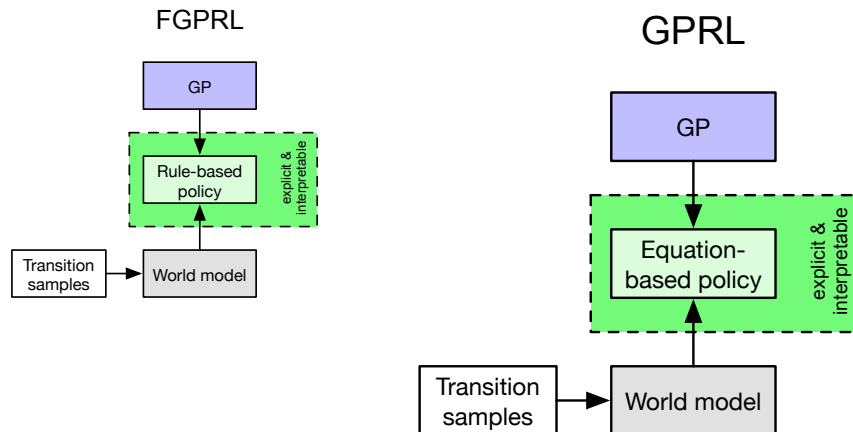 FGPRL
GP
Rule-based
policy
explicit &
interpretable
Transition
samples
World model
GPRL
GP
Equation-
based policy
explicit &
interpretable
Transition
samples
World model